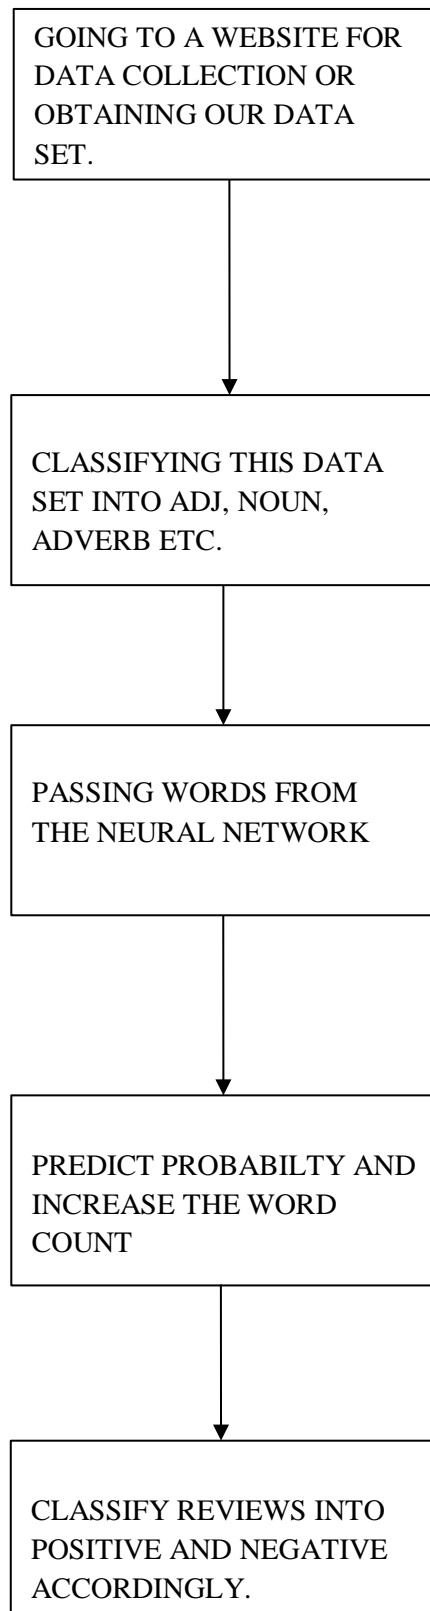 GOING TO A WEBSITE FOR
DATA COLLECTION OR
OBTAINING OUR DATA
SET.
CLASSIFYING THIS DATA
SET INTO ADJ, NOUN,
ADVERB ETC.
PASSING WORDS FROM
THE NEURAL NETWORK
PREDICT PROBABILTY AND
INCREASE THE WORD
COUNT
CLASSIFY REVIEWS INTO
POSITIVE AND NEGATIVE
ACCORDINGLY.